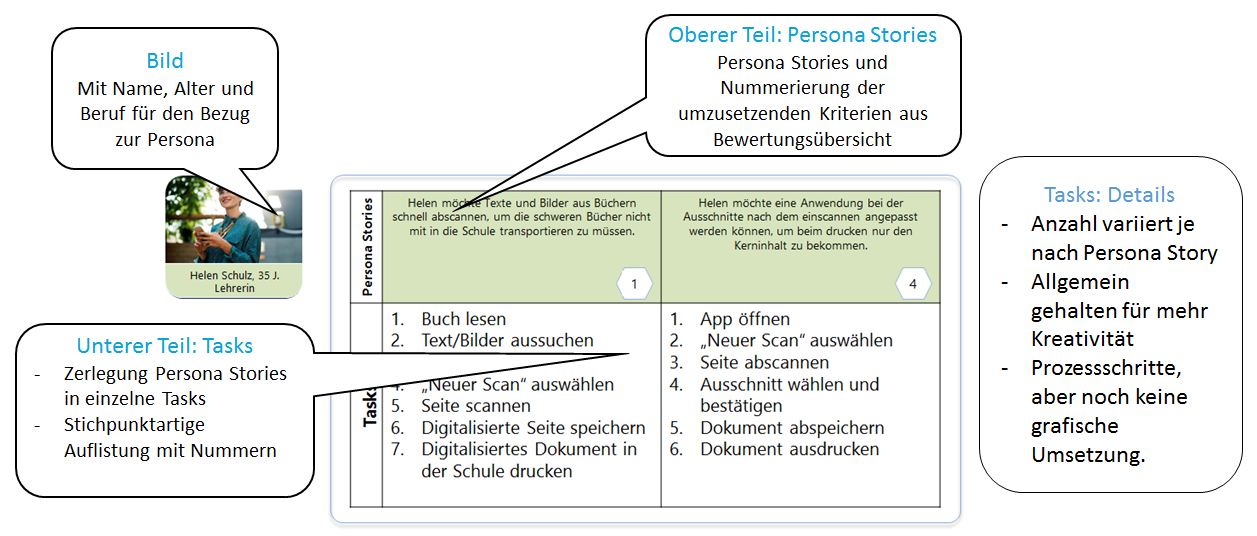 Bild
Mit Name, Alter und
Beruf für den Bezug
zur Persona
Oberer Teil: Persona Stories
Persona Stories und
Nummerierung der
umzusetzenden Kriterien aus
Bewertungsübersicht
Helen Schulz, 35 J.
Lehrerin
Persona Stories
Helen möchte Texte und Bilder aus Büchern
schnell abscannen, um die schweren Bücher nicht
mit in die Schule transportieren zu müssen.
1
Helen möchte eine Anwendung bei der
Ausschnitte nach dem einscannen angepasst
werden können, um beim drucken nur den
Kerninhalt zu bekommen.
4
Tasks
1. Buch lesen
2. Text/Bilder aussuchen
„Neuer Scan“ auswählen
5. Seite scannen
6. Digitalisierte Seite speichern
7. Digitalisiertes Dokument in
der Schule drucken
1. App öffnen
2. „Neuer Scan“ auswählen
3. Seite abscannen
4. Ausschnitt wählen und
bestätigen
5. Dokument abspeichern
6. Dokument ausdrucken
Unterer Teil: Tasks
- Zerlegung Persona Stories
in einzelne Tasks
- Stichpunktartige
Auflistung mit Nummern
Tasks: Details
- Anzahl variiert je
nach Persona Story
- Allgemein
gehalten für mehr
Kreativität
- Prozessschritte,
aber noch keine
grafische
Umsetzung.